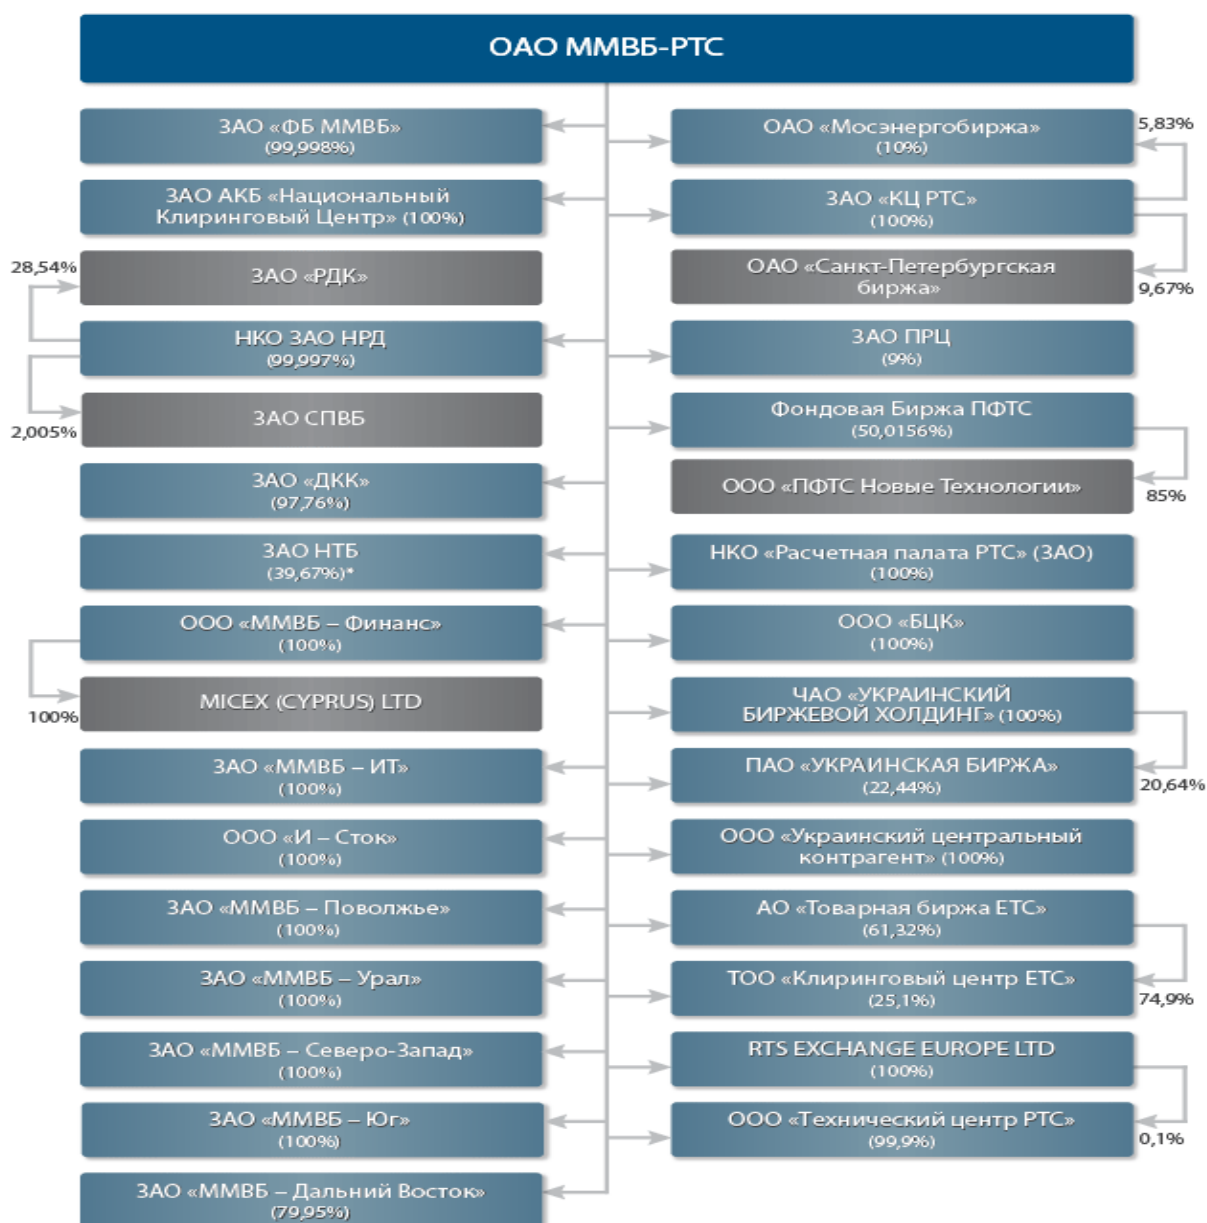 ОАО ММВБ-РТС
ЗАО «ФБ ММВБ»
(99,998%)
ЗАО АКБ «Национальный
Клиринговый Центр» (100%)
28,54%
ЗАО «РДК»
НКО ЗАО НРД
(99,997%)
ЗАО СПВБ
2,005%
ЗАО «ДКК»
(97,76%)
ЗАО НТБ
(39,67%)*
ООО «ММВБ – Финанс»
(100%)
MICEX (CYPRUS) LTD
100%
ЗАО «ММВБ – ИТ»
(100%)
ООО «И – Сток»
(100%)
ЗАО «ММВБ – Поволжье»
(100%)
ЗАО «ММВБ – Урал»
(100%)
ЗАО «ММВБ – Северо-Запад»
(100%)
ЗАО «ММВБ – Юг»
(100%)
ЗАО «ММВБ – Дальний Восток»
(79,95%)
ОАО «Мосэнергобиржа»
(10%)
5,83%
ЗАО «КЦ РТС»
(100%)
ОАО «Санкт-Петербургская
биржа»
9,67%
ЗАО ПРЦ
(9%)
Фондовая Биржа ПФТС
(50,0156%)
ООО «ПФТС Новые Технологии»
85%
НКО «Расчетная палата РТС» (ЗАО)
(100%)
ООО «БЦК»
(100%)
ЧАО «УКРАИНСКИЙ
БИРЖЕВОЙ ХОЛДИНГ» (100%)
ПАО «УКРАИНСКАЯ БИРЖА»
(22,44%)
20,64%
ООО «Украинский центральный
контрагент» (100%)
АО «Товарная биржа ЕТС»
(61,32%)
ТОО «Клиринговый центр ЕТС»
(25,1%)
74,9%
RTS EXCHANGE EUROPE LTD
(100%)
ООО «Технический центр РТС»
(99,9%)
0,1%